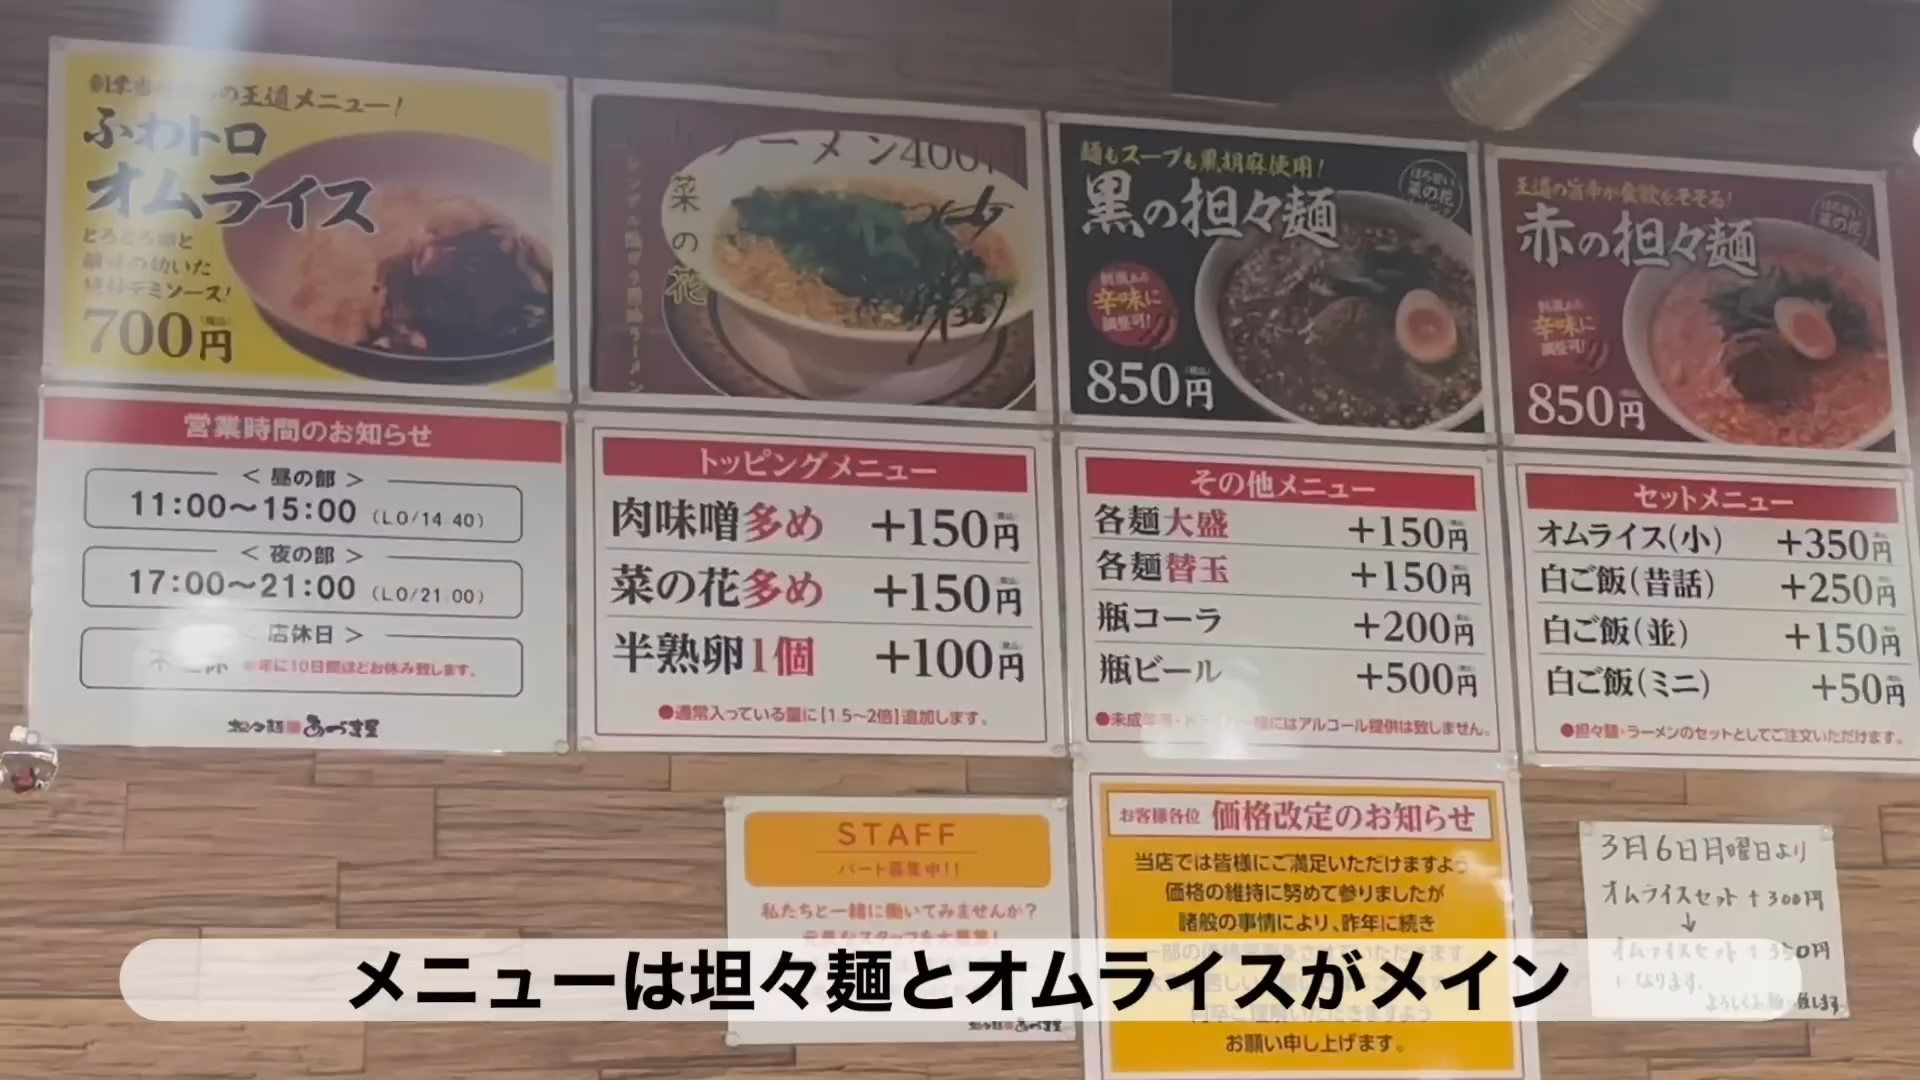 王道メニュー!
ふわトロ
オムライス
とろとろ卵と
デミソース!
700円
ラーメン400円
菜の花
麺もスープも黒胡麻使用!
黒の担々麺
菜の花
刺激ある
辛味に
調整可!
850円
王道の旨辛が食欲をそそる!
赤の担々麺
菜の花
刺激ある
辛味に
調整可!
850円
営業時間のお知らせ
< 昼の部 >
11:00〜15:00 (LO/14 40)
< 夜の部 >
17:00〜21:00 (LO/21 00)
< 店休日 >
年に10日間ほどお休み致します。
トッピングメニュー
肉味噌多め +150円
菜の花多め +150円
半熟卵1個 +100円
●通常入っている量に[1 5〜2倍]追加します。
その他メニュー
各麺大盛 +150円
各麺替玉 +150円
瓶コーラ +200円
瓶ビール +500円
にはアルコール提供は致しません。
セットメニュー
オムライス(小) +350円
白ご飯(昔話) +250円
白ご飯(並) +150円
白ご飯(ミニ) +50円
●担々麺・ラーメンのセットとしてご注文いただけます。
STAFF
パート募集中!!
私たちと一緒に働いてみませんか?
お客様各位 価格改定のお知らせ
当店では皆様にご満足いただけますよう
価格の維持に努めて参りましたが
諸般の事情により、昨年に続き
お願い申し上げます。
3月6日月曜日より
オムライスセット +300円
↓
オムライスセット +350円
になります。
メニューは坦々麺とオムライスがメイン